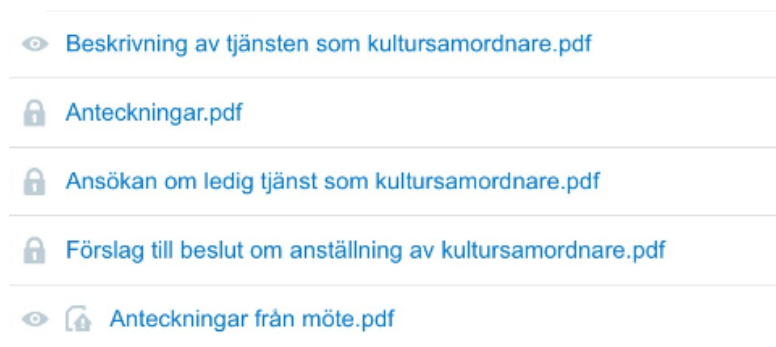 Beskrivning av tjänsten som kultursamordnare.pdf
Anteckningar.pdf
Ansökan om ledig tjänst som kultursamordnare.pdf
Förslag till beslut om anställning av kultursamordnare.pdf
Anteckningar från möte.pdf